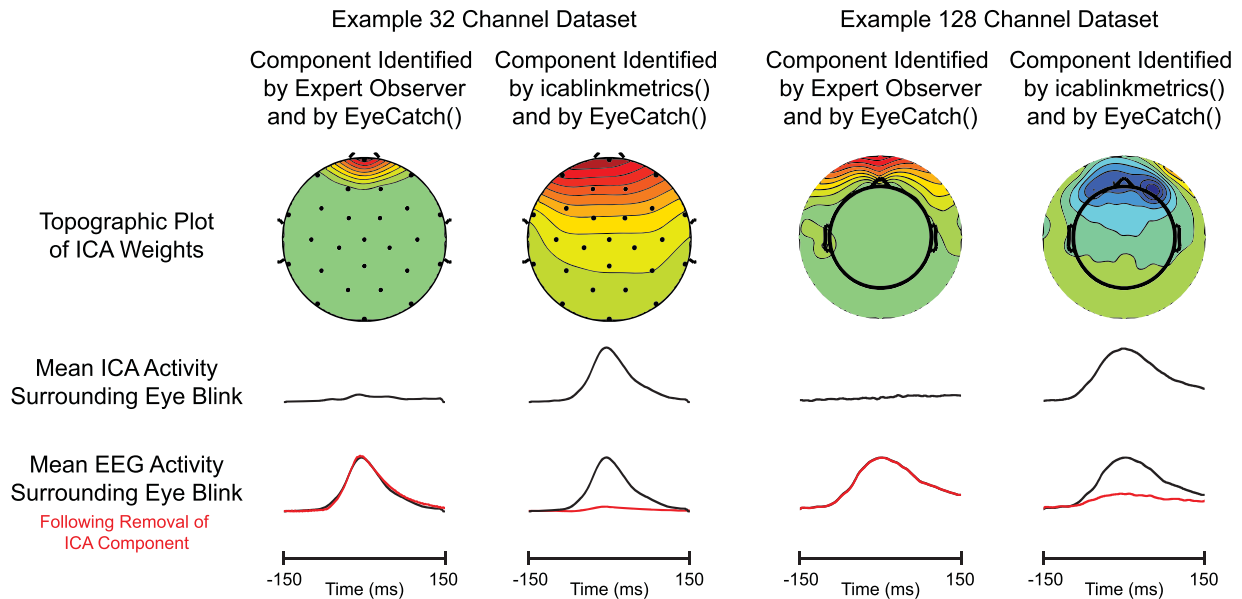 Example 32 Channel Dataset
Example 128 Channel Dataset
Component Identified
by Expert Observer
and by EyeCatch()
Component Identified
by icablinkmetrics()
and by EyeCatch()
Component Identified
by Expert Observer
and by EyeCatch()
Component Identified
by icablinkmetrics()
and by EyeCatch()
Topographic Plot
of ICA Weights
Mean ICA Activity
Surrounding Eye Blink
Mean EEG Activity
Surrounding Eye Blink
Following Removal of
ICA Component
-150 Time (ms) 150
-150 Time (ms) 150
-150 Time (ms) 150
-150 Time (ms) 150